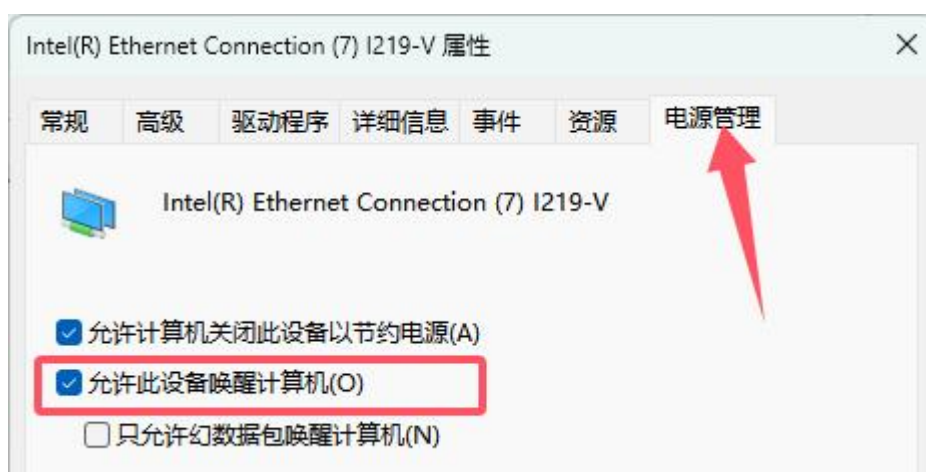 Intel(R) Ethernet Connection (7) I219-V 属性
常规 高级 驱动程序 详细信息 事件 资源 电源管理
Intel(R) Ethernet Connection (7) I219-V
允许计算机关闭此设备以节约电源(A)
允许此设备唤醒计算机(O)
只允许幻数据包唤醒计算机(N)